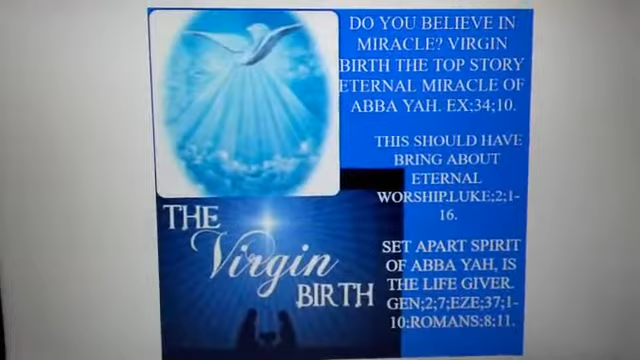 DO YOU BELIEVE IN
MIRACLE? VIRGIN
BIRTH THE TOP STORY
ETERNAL MIRACLE OF
ABBA YAH. EX;34;10.
THIS SHOULD HAVE
BRING ABOUT
ETERNAL
WORSHIP.LUKE;2;1-
16.
SET APART SPIRIT
OF ABBA YAH, IS
THE LIFE GIVER.
GEN;2;7;EZE;37;1-
10;ROMANS;8;11.
THE
Virgin
BIRTH